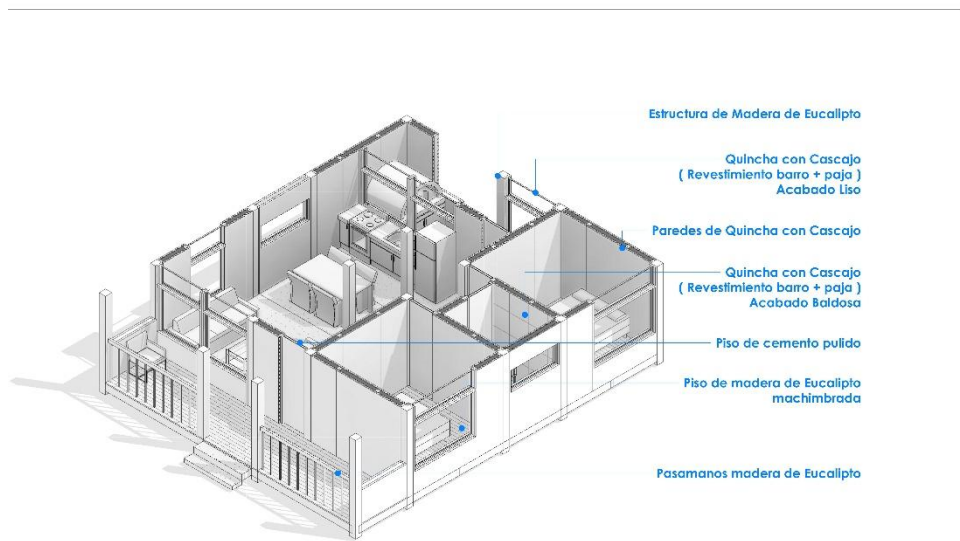 Estructura de Madera de Eucalipto
Quincha con Cascajo
( Revestimiento barro + paja )
Acabado Liso
Paredes de Quincha con Cascajo
Quincha con Cascajo
( Revestimiento barro + paja )
Acabado Baldosa
Piso de cemento pulido
Piso de madera de Eucalipto
machimbrada
Pasamanos madera de Eucalipto